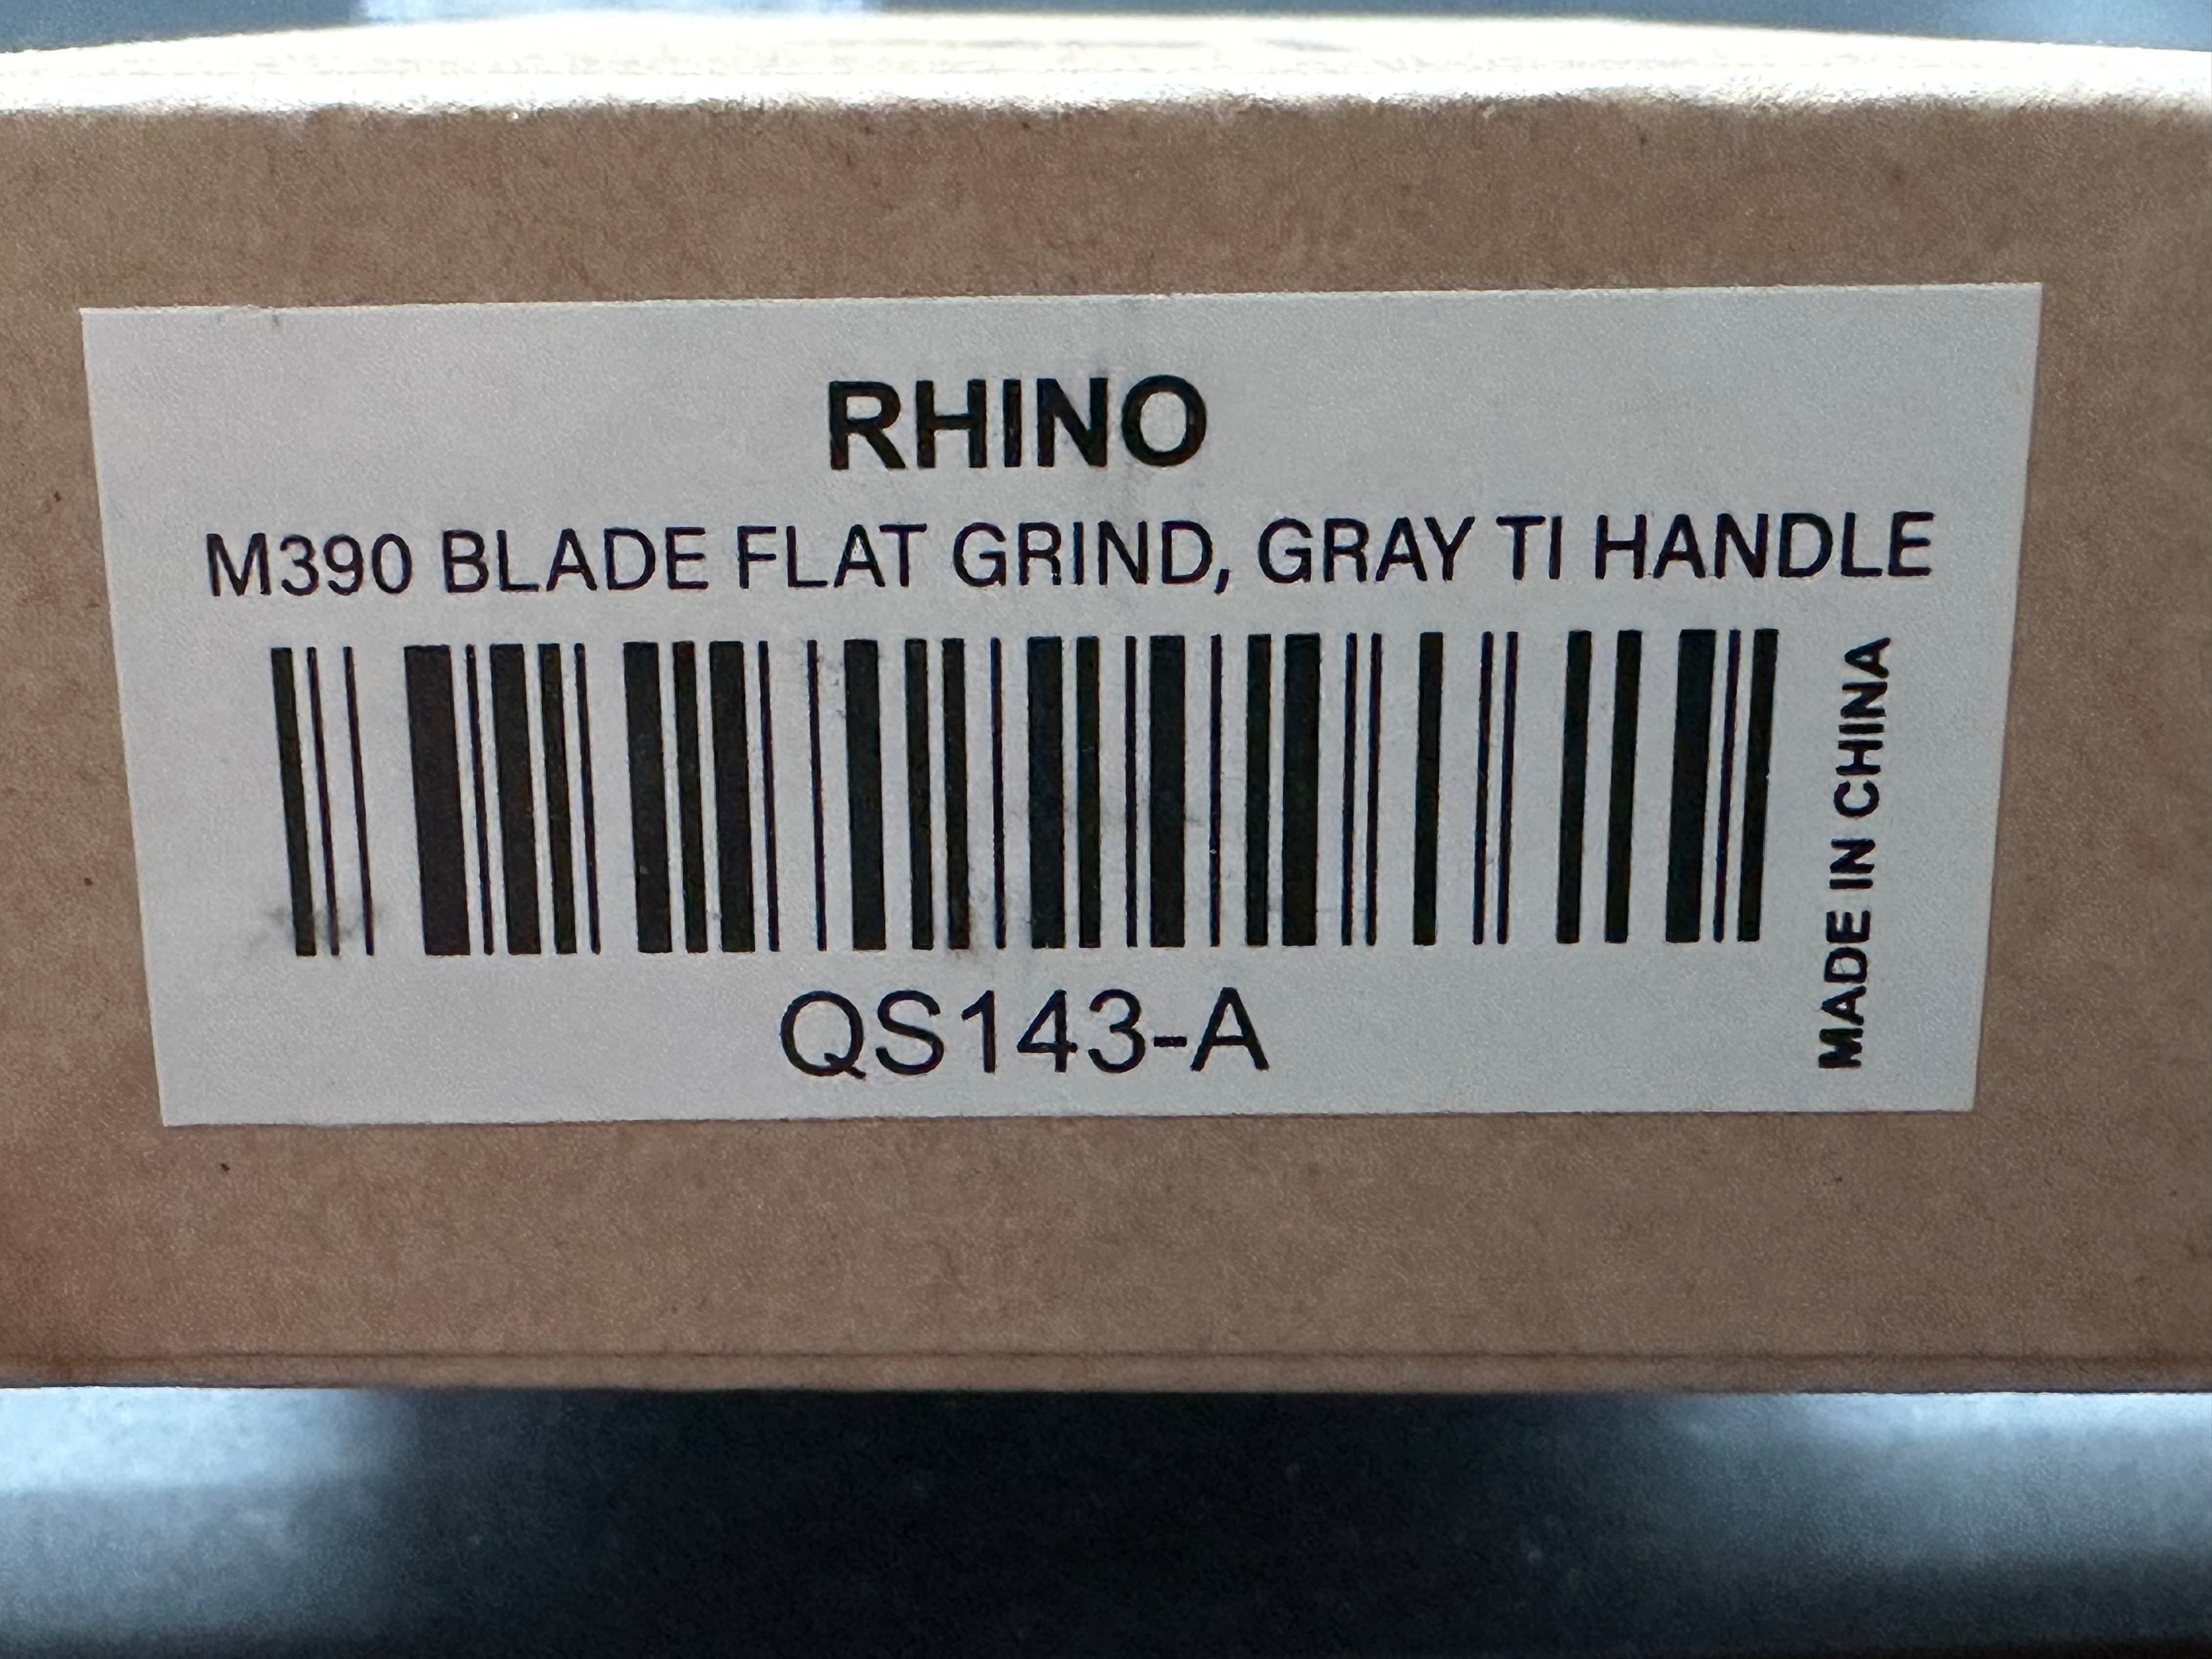 RHINO
M390 BLADE FLAT GRIND, GRAY TI HANDLE
QS143-A
MADE IN CHINA